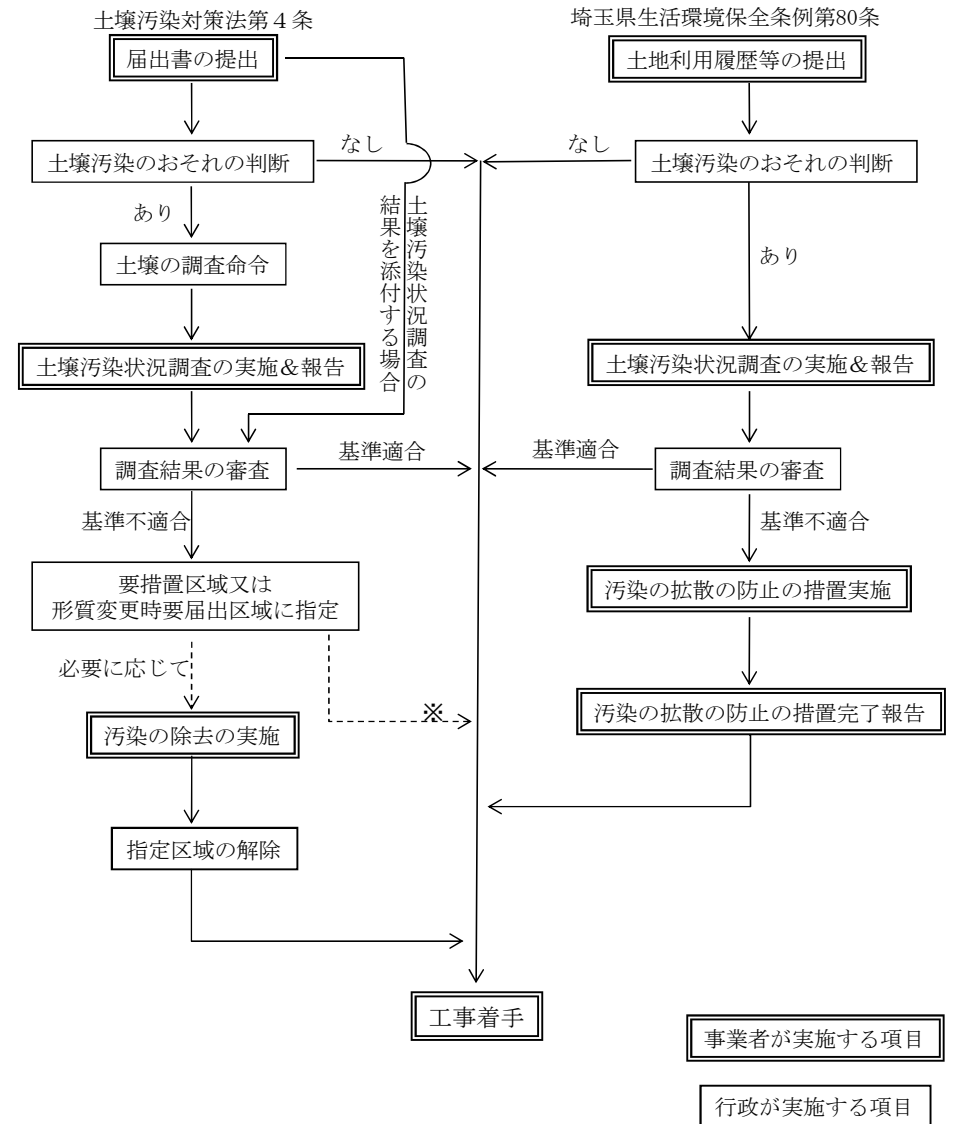 土壌汚染対策法第４条
埼玉県生活環境保全条例第80条
届出書の提出
土地利用履歴等の提出
土壌汚染のおそれの判断
なし
なし
土壌汚染のおそれの判断
あり
あり
土壌汚染状況調査の
結果を添付する場合
土壌の調査命令
土壌汚染状況調査の実施&報告
土壌汚染状況調査の実施&報告
調査結果の審査
基準適合
基準適合
調査結果の審査
基準不適合
基準不適合
要措置区域又は
形質変更時要届出区域に指定
汚染の拡散の防止の措置実施
必要に応じて
※
汚染の除去の実施
汚染の拡散の防止の措置完了報告
指定区域の解除
工事着手
事業者が実施する項目
行政が実施する項目